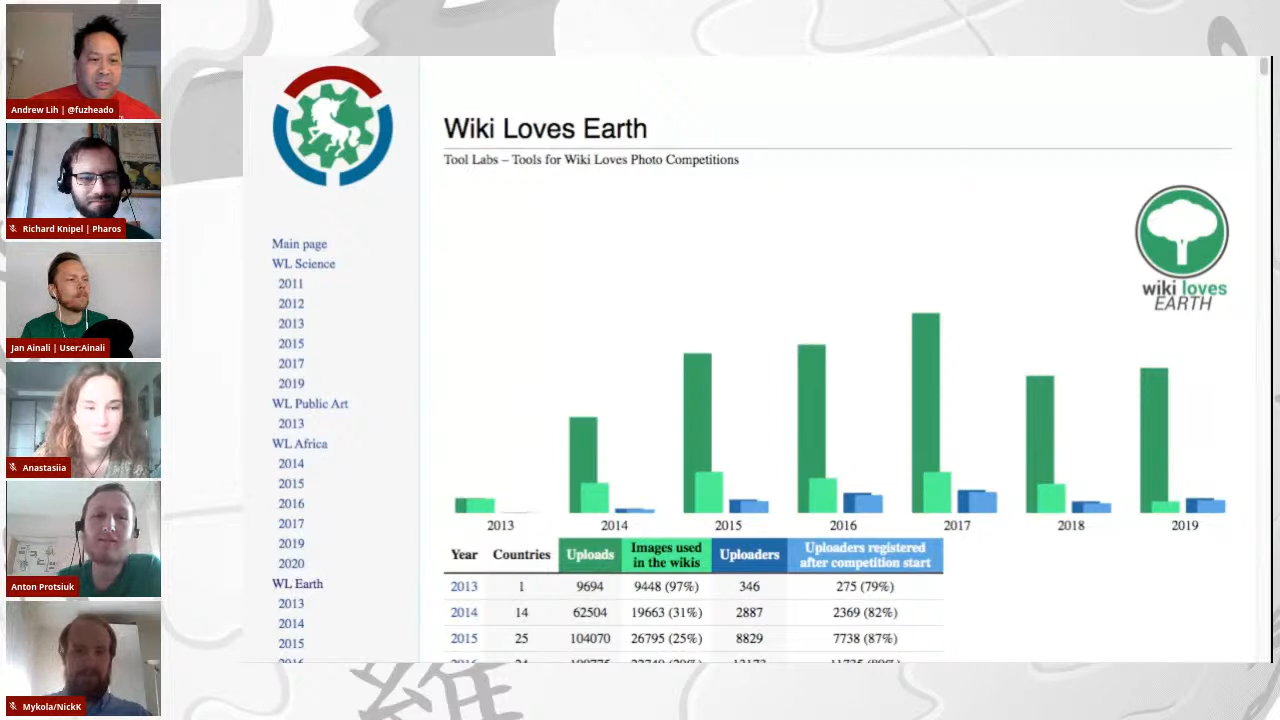 Andrew Lih | @fuzheado
Richard Knipel | Pharos
Jan Ainali | User:Ainali
Anastasiia
Anton Protsiuk
Mykola/NickK
Main page
WL Science
2011
2012
2013
2015
2017
2019
WL Public Art
2013
WL Africa
2014
2015
2016
2017
2019
2020
WL Earth
2013
2014
2015
2016
Wiki Loves Earth
Tool Labs – Tools for Wiki Loves Photo Competitions
wiki loves
EARTH
2013 2014 2015 2016 2017 2018 2019
Year Countries Uploads Images used in the wikis Uploaders Uploaders registered after competition start
2013 1 9694 9448 (97%) 346 275 (79%)
2014 14 62504 19663 (31%) 2887 2369 (82%)
2015 25 104070 26795 (25%) 8829 7738 (87%)
維